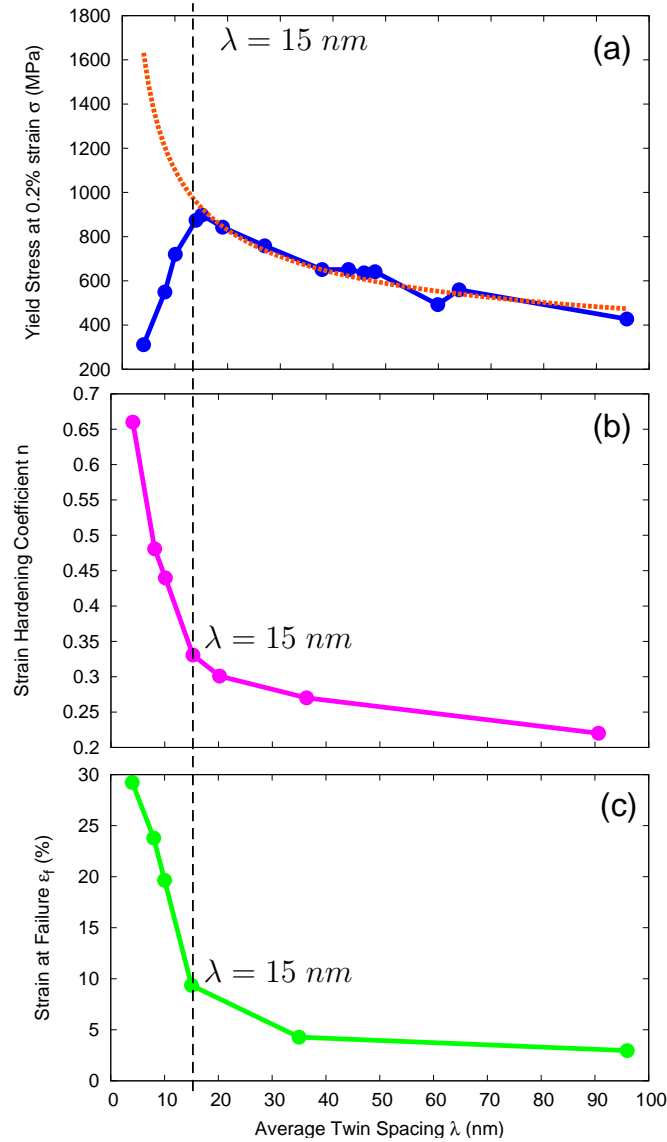 1800
1600
1400
1200
1000
800
600
400
200
Yield Stress at 0.2% strain σ (MPa)
λ = 15 nm
(a)
0.7
0.65
0.6
0.55
0.5
0.45
0.4
0.35
0.3
0.25
0.2
Strain Hardening Coefficient n
(b)
λ = 15 nm
30
25
20
15
10
5
0
Strain at Failure εf (%)
(c)
λ = 15 nm
0 10 20 30 40 50 60 70 80 90 100
Average Twin Spacing λ (nm)